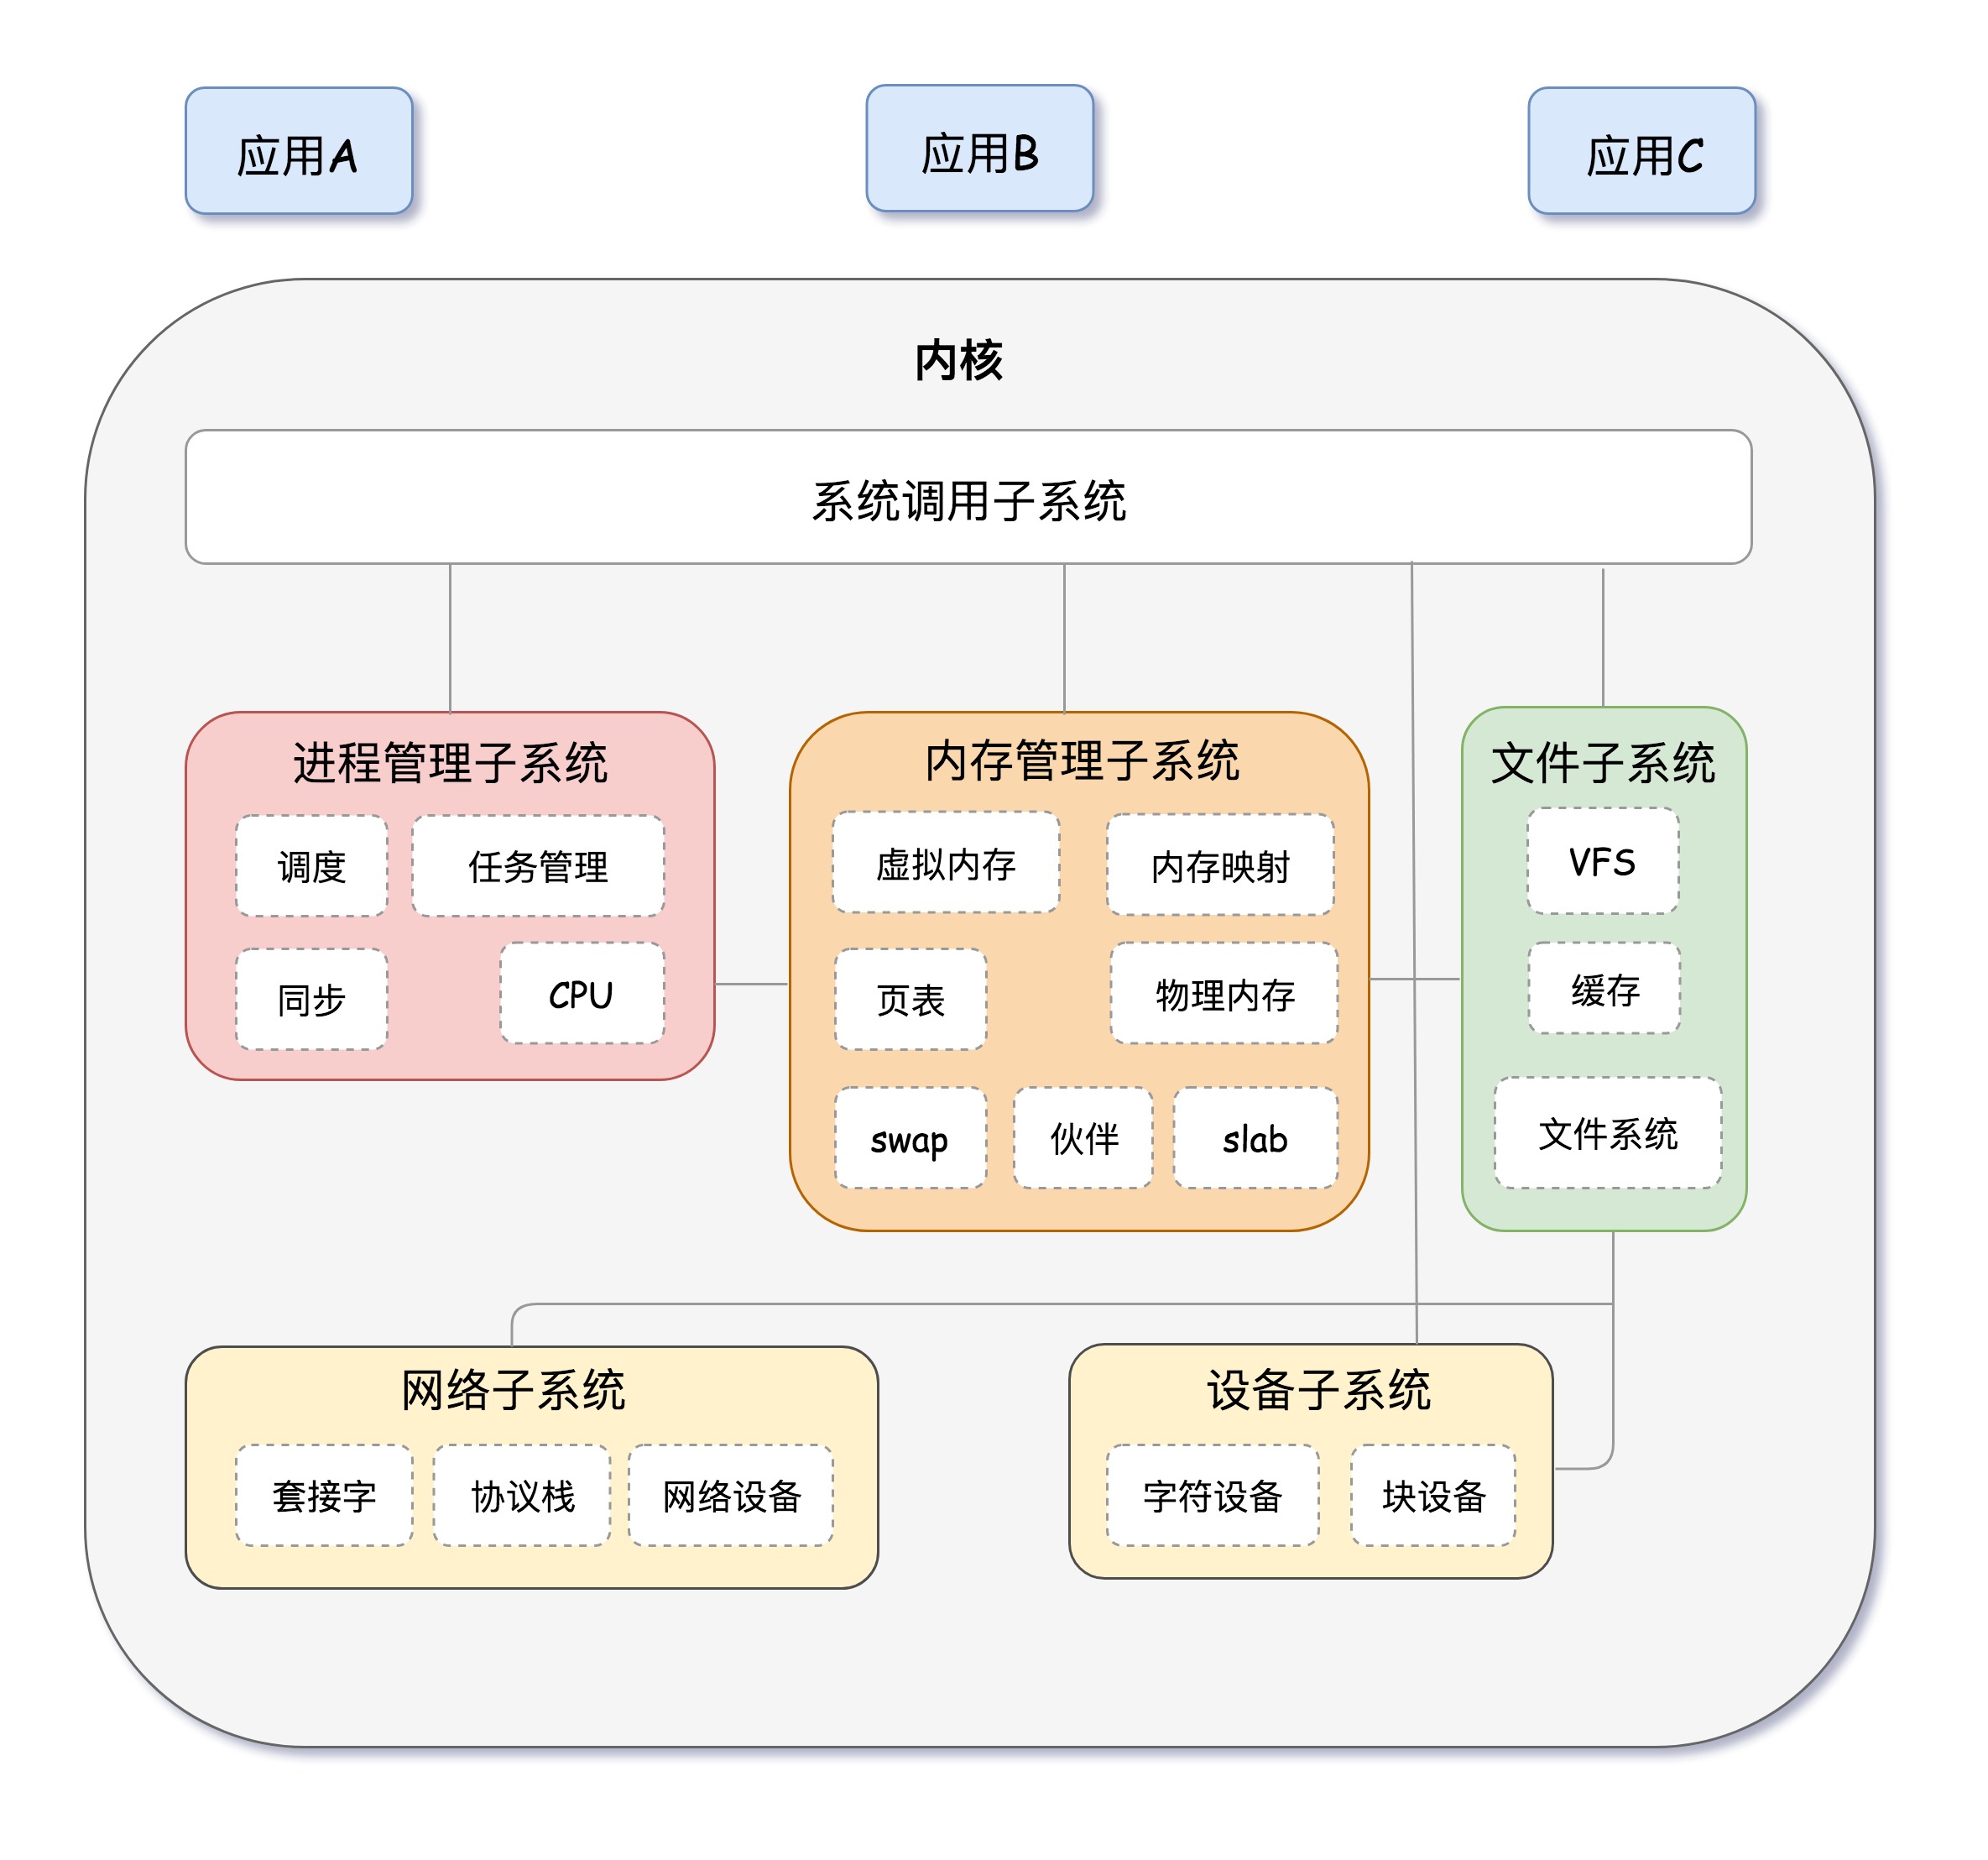 应用A
应用B
应用C
内核
系统调用子系统
进程管理子系统
调度
任务管理
同步
CPU
内存管理子系统
虚拟内存
内存映射
页表
物理内存
swap
伙伴
slab
文件子系统
VFS
缓存
文件系统
网络子系统
套接字
协议栈
网络设备
设备子系统
字符设备
块设备